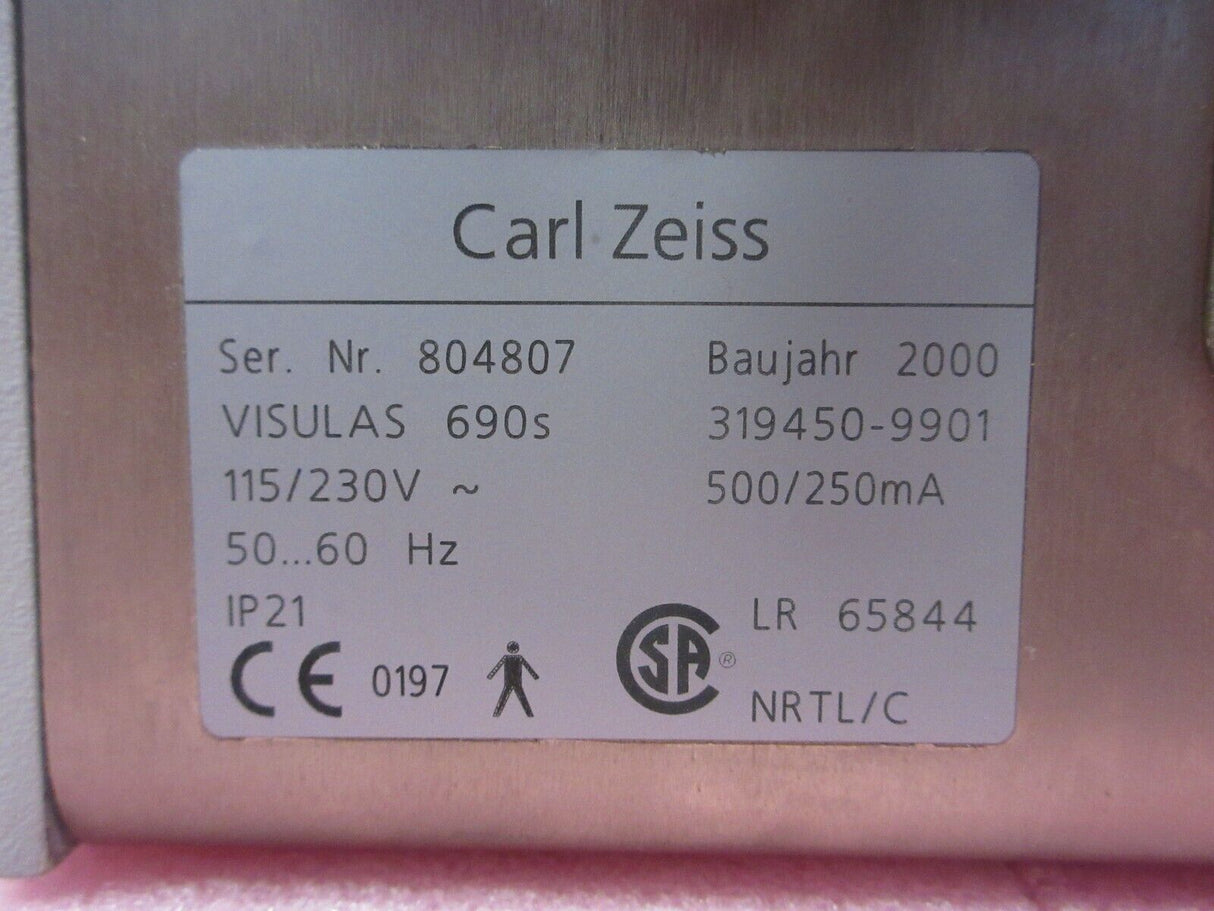 Carl Zeiss
Ser. Nr. 804807 Baujahr 2000
VISULAS 690s 319450-9901
115/230V ~ 500/250mA
50...60 Hz
IP21
LR 65844
CE 0197
SA ®
NRTL/C